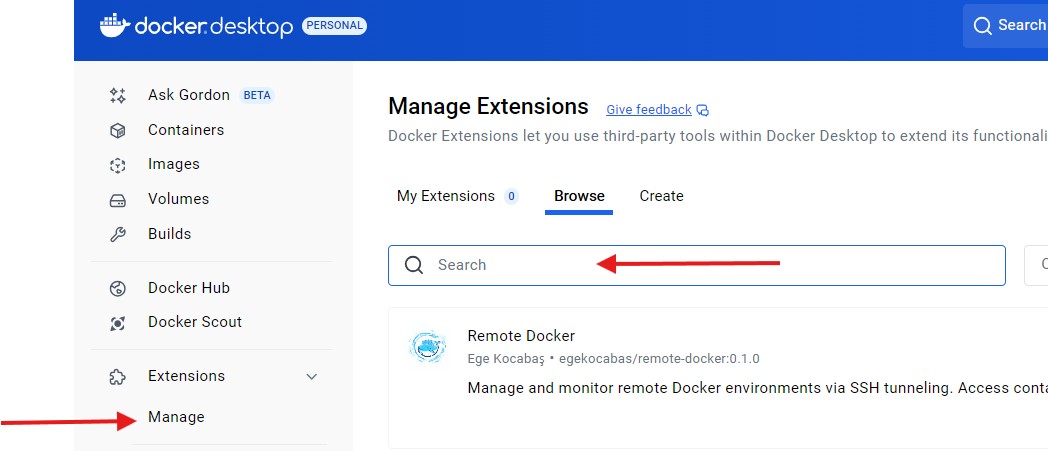 docker.desktop PERSONAL
Search
Ask Gordon BETA
Containers
Images
Volumes
Builds
Docker Hub
Docker Scout
Extensions
Manage
Manage Extensions Give feedback
Docker Extensions let you use third-party tools within Docker Desktop to extend its functionali
My Extensions 0 Browse Create
Search
Remote Docker
Ege Kocabaş • egekocabas/remote-docker:0.1.0
Manage and monitor remote Docker environments via SSH tunneling. Access conta